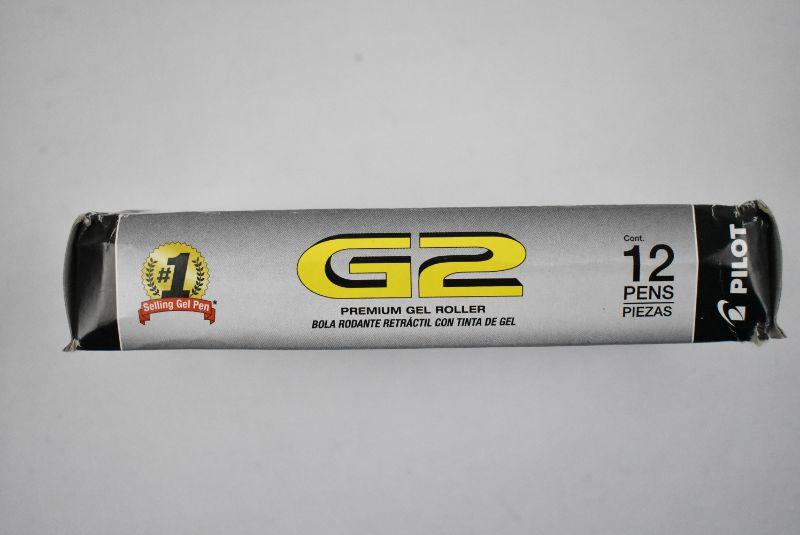 #1
Selling Gel Pen*
G2
PREMIUM GEL ROLLER
BOLA RODANTE RETRÁCTIL CON TINTA DE GEL
Cont.
12
PENS
PIEZAS
PILOT